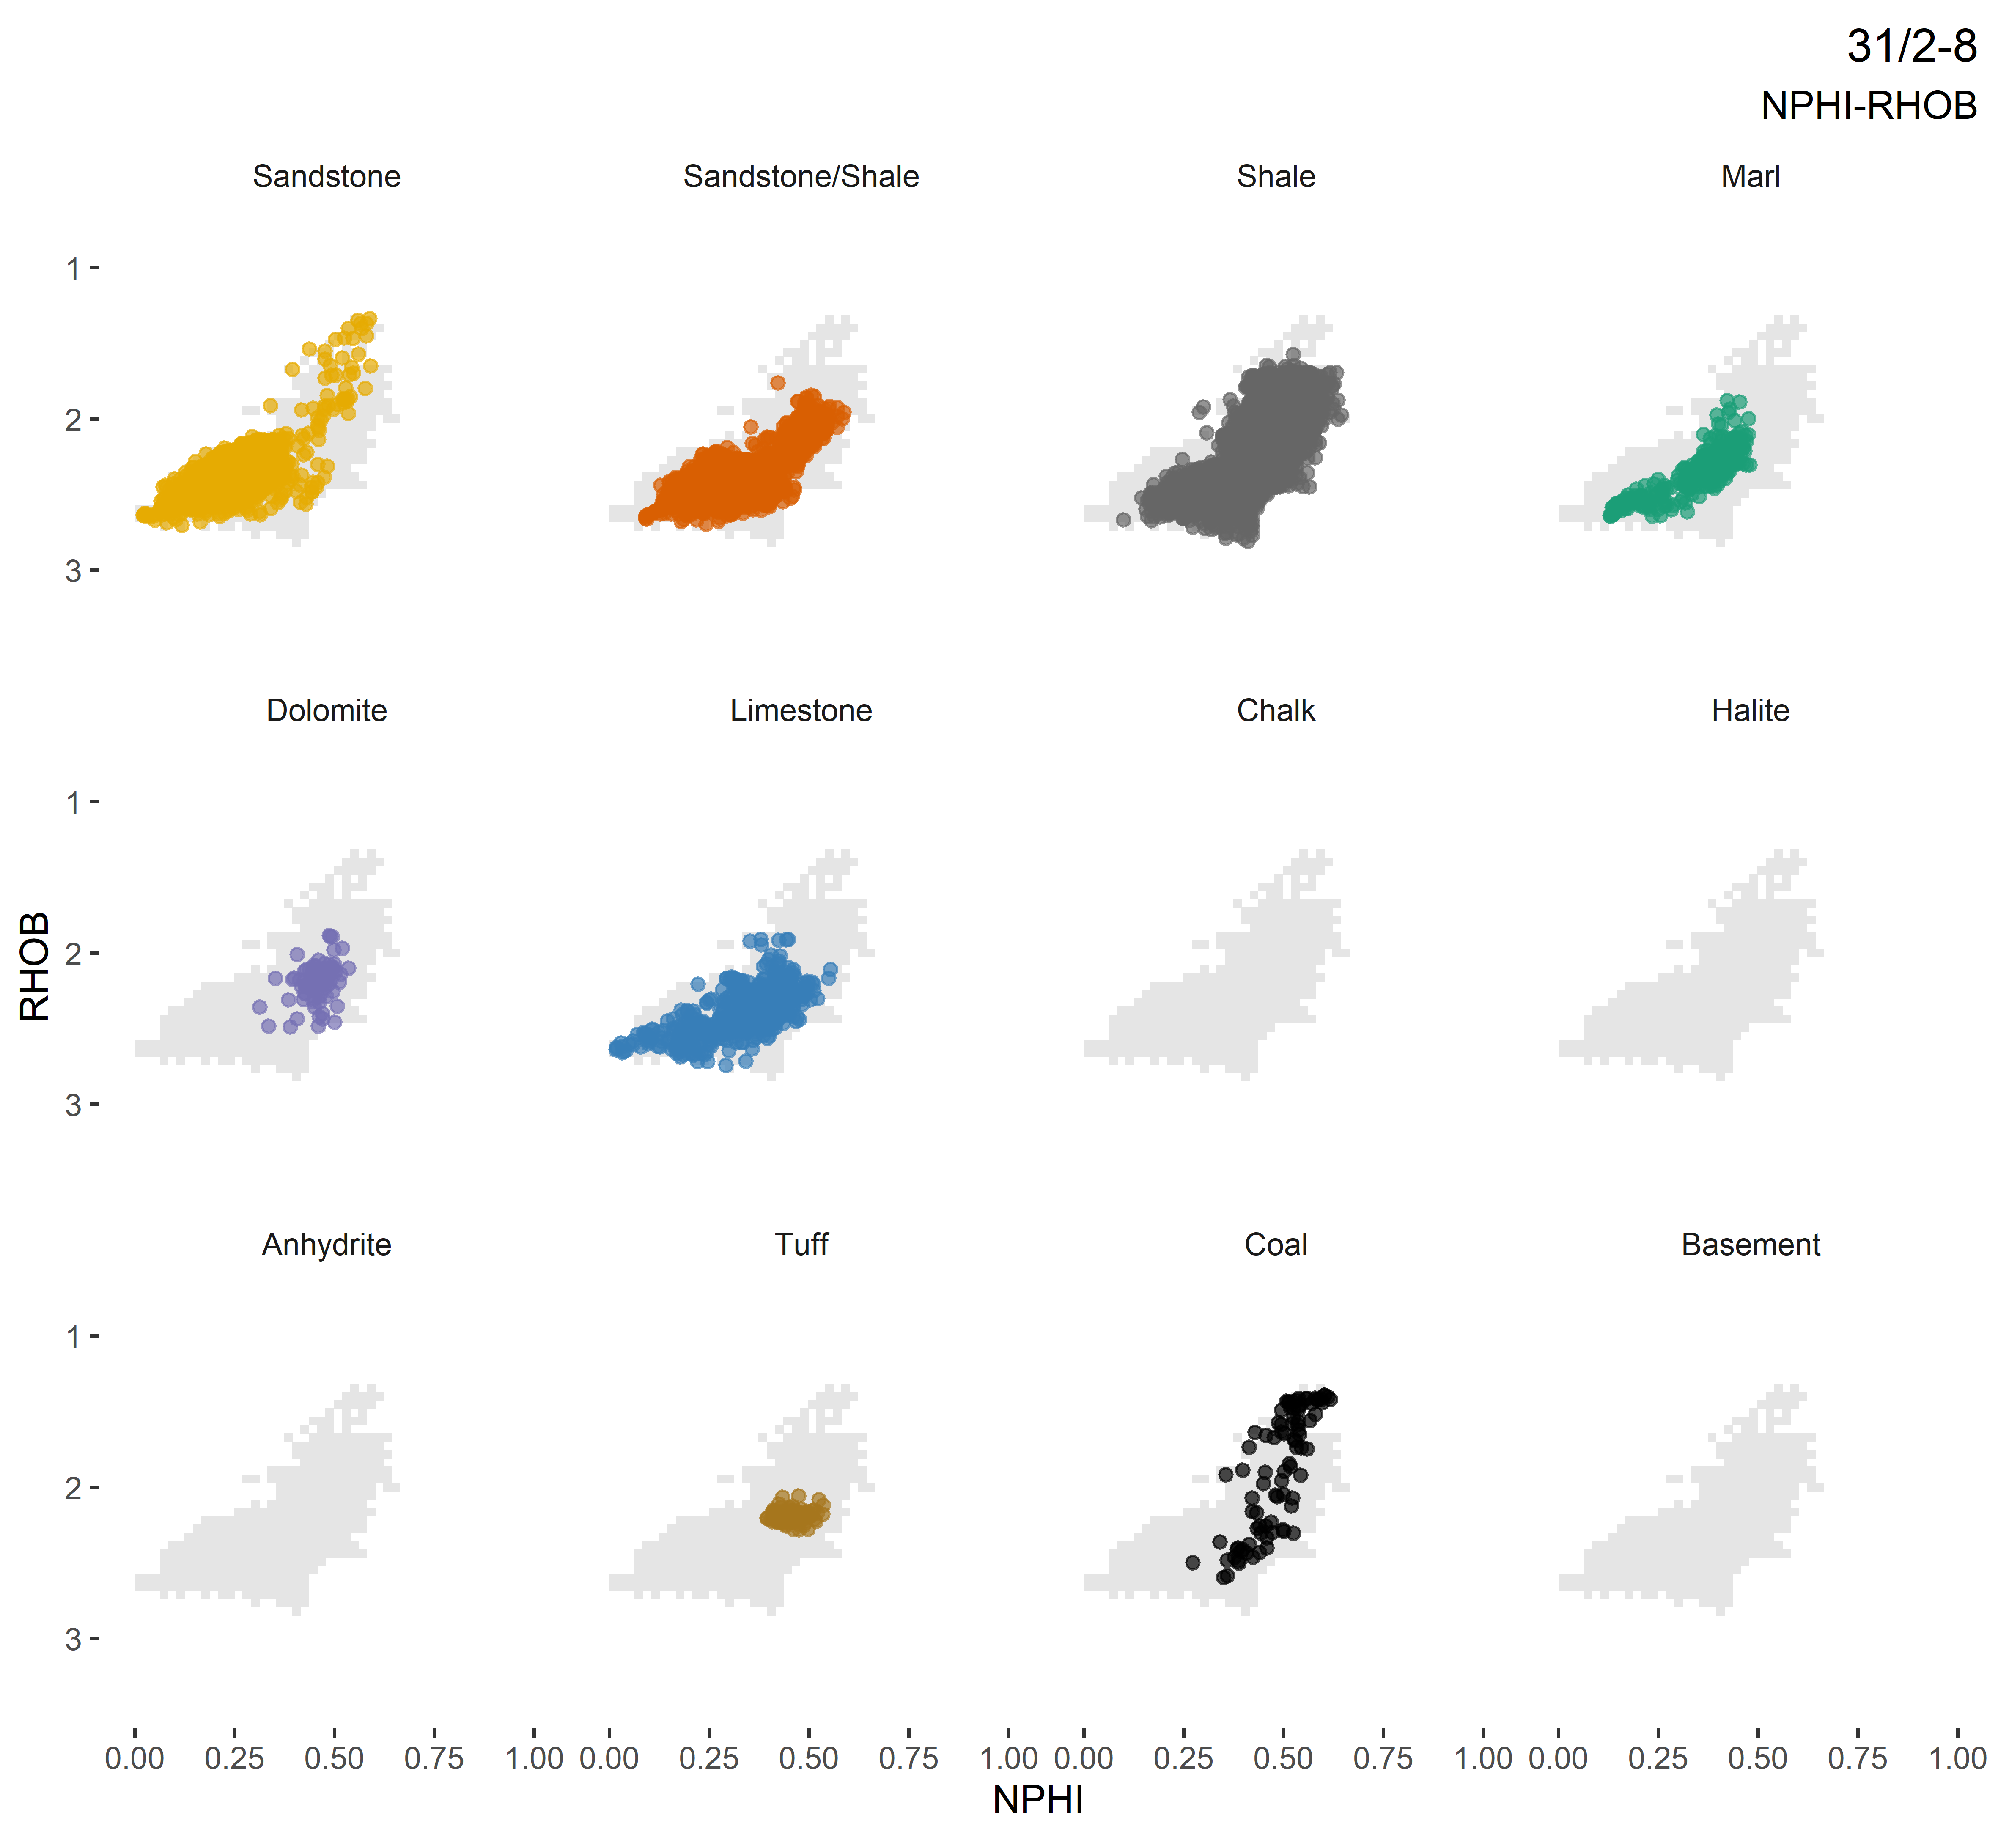 31/2-8
NPHI-RHOB
Sandstone Sandstone/Shale Shale Marl
1
2
3
Dolomite Limestone Chalk Halite
1
2
3
RHOB
Anhydrite Tuff Coal Basement
1
2
3
0.00 0.25 0.50 0.75 1.00 0.00 0.25 0.50 0.75 1.00 0.00 0.25 0.50 0.75 1.00 0.00 0.25 0.50 0.75 1.00
NPHI